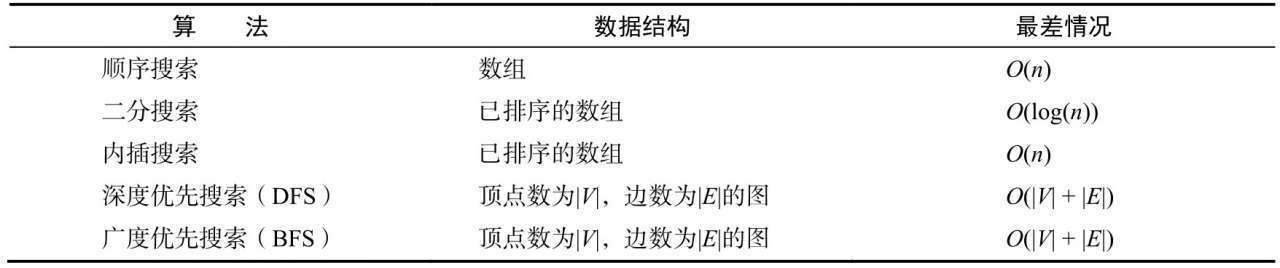 算 法 数据结构 最差情况
顺序搜索 数组 O(n)
二分搜索 已排序的数组 O(log(n))
内插搜索 已排序的数组 O(n)
深度优先搜索（DFS） 顶点数为|V|，边数为|E|的图 O(|V| + |E|)
广度优先搜索（BFS） 顶点数为|V|，边数为|E|的图 O(|V| + |E|)